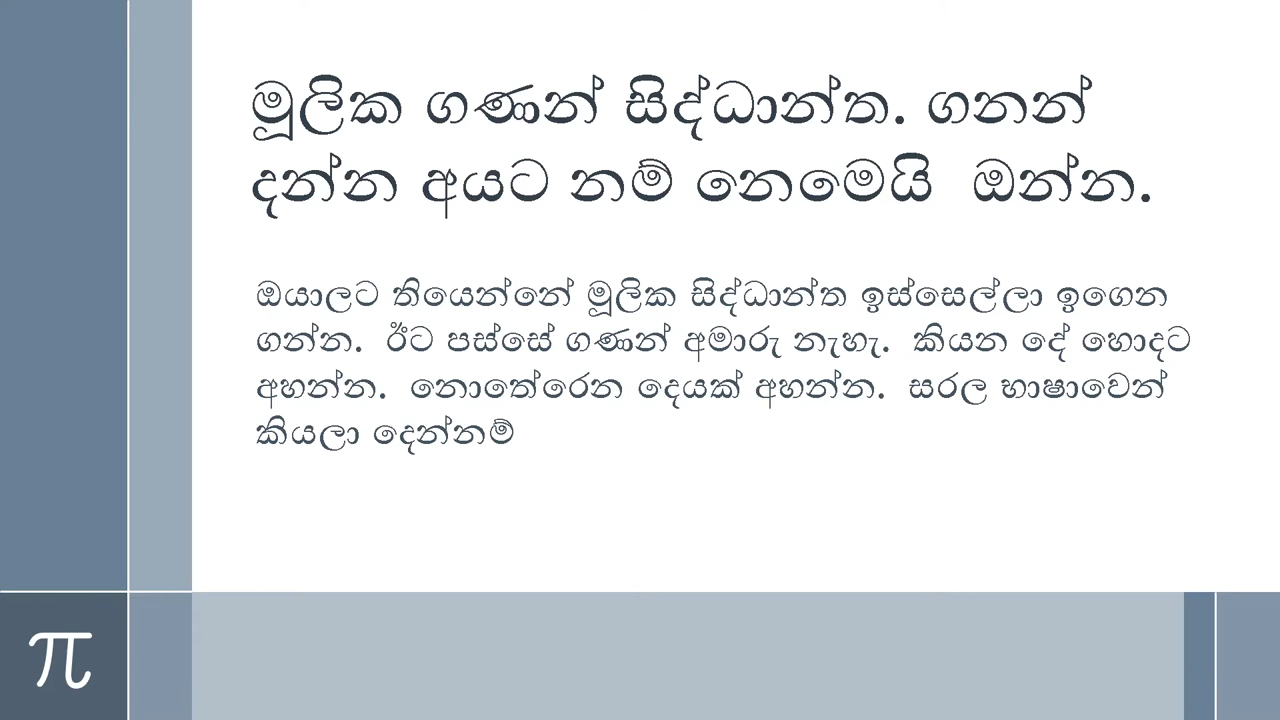 මූලික ගණන් සිද්ධාන්ත. ගනන්
දන්න අයට නම් නෙමෙයි ඔන්න.
ඔයාලට තියෙන්නේ මූලික සිද්ධාන්ත ඉස්සෙල්ලා ඉගෙන
ගන්න. ඊට පස්සේ ගණන් අමාරු නැහැ. කියන දේ හොදට
අහන්න. නොතේරෙන දෙයක් අහන්න. සරල භාෂාවෙන්
කියලා දෙන්නම්
π